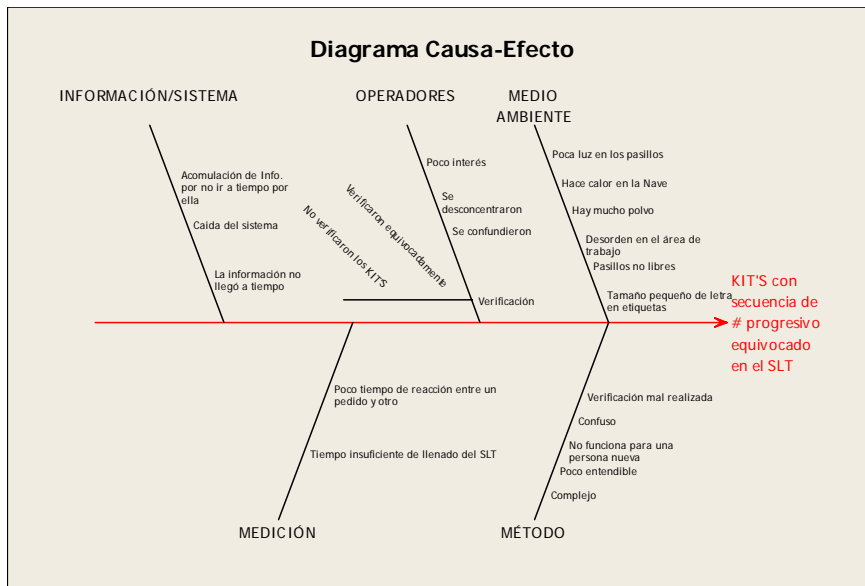 Diagrama Causa-Efecto
INFORMACIÓN/SISTEMA
OPERADORES
MEDIO
AMBIENTE
Acomulación de Info.
por no ir a tiempo por
ella
Caida del sistema
La información no
llegó a tiempo
Poco interés
Se
desconcentraron
Se confundieron
Verificaron equivocadamente
No verificaron los KITS
Verificación
Poca luz en los pasillos
Hace calor en la Nave
Hay mucho polvo
Desorden en el área de
trabajo
Pasillos no libres
Tamaño pequeño de letra
en etiquetas
KIT'S con
secuencia de
# progresivo
equivocado
en el SLT
Poco tiempo de reacción entre un
pedido y otro
Tiempo insuficiente de llenado del SLT
MEDICIÓN
Verificación mal realizada
Confuso
No funciona para una
persona nueva
Poco entendible
Complejo
MÉTODO